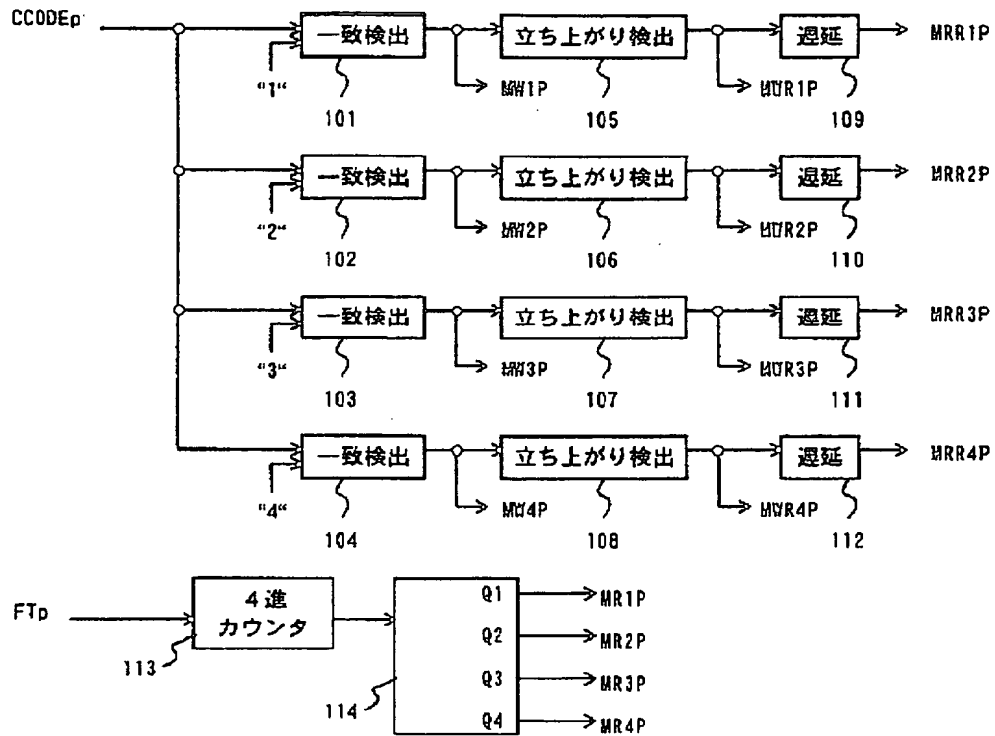 CCODEp
一致検出
立ち上がり検出
遅延
MRR1P
"1"
MW1P
MWR1P
101
105
109
一致検出
立ち上がり検出
遅延
MRR2P
"2"
MW2P
MWR2P
102
106
110
一致検出
立ち上がり検出
遅延
MRR3P
"3"
MW3P
MWR3P
103
107
111
一致検出
立ち上がり検出
遅延
MRR4P
"4"
MW4P
MWR4P
104
108
112
FTp
4進
カウンタ
113
114
Q1
MR1P
Q2
MR2P
Q3
MR3P
Q4
MR4P